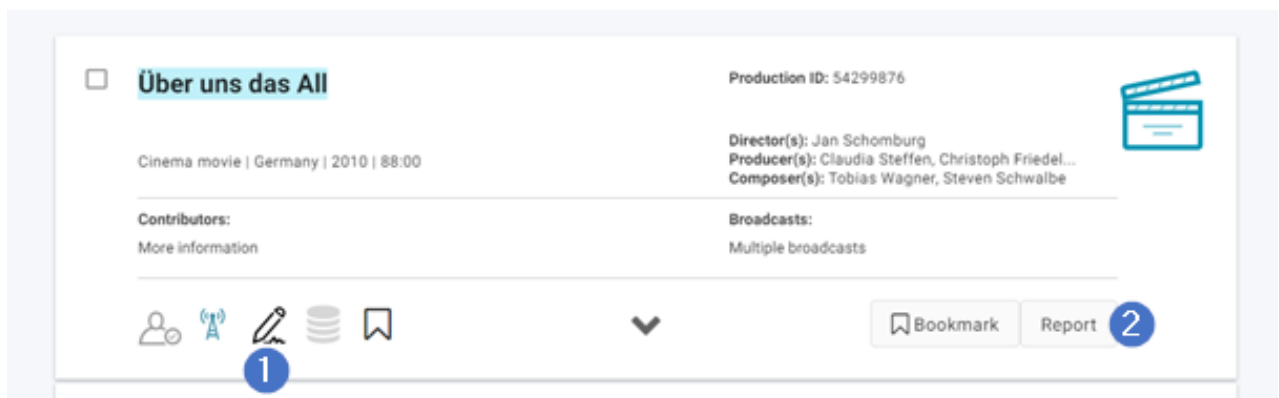 Über uns das All
Production ID: 54299876
Cinema movie | Germany | 2010 | 88:00
Director(s): Jan Schomburg
Producer(s): Claudia Steffen, Christoph Friedel...
Composer(s): Tobias Wagner, Steven Schwalbe
Contributors:
More information
Broadcasts:
Multiple broadcasts
Bookmark
Report
2
1